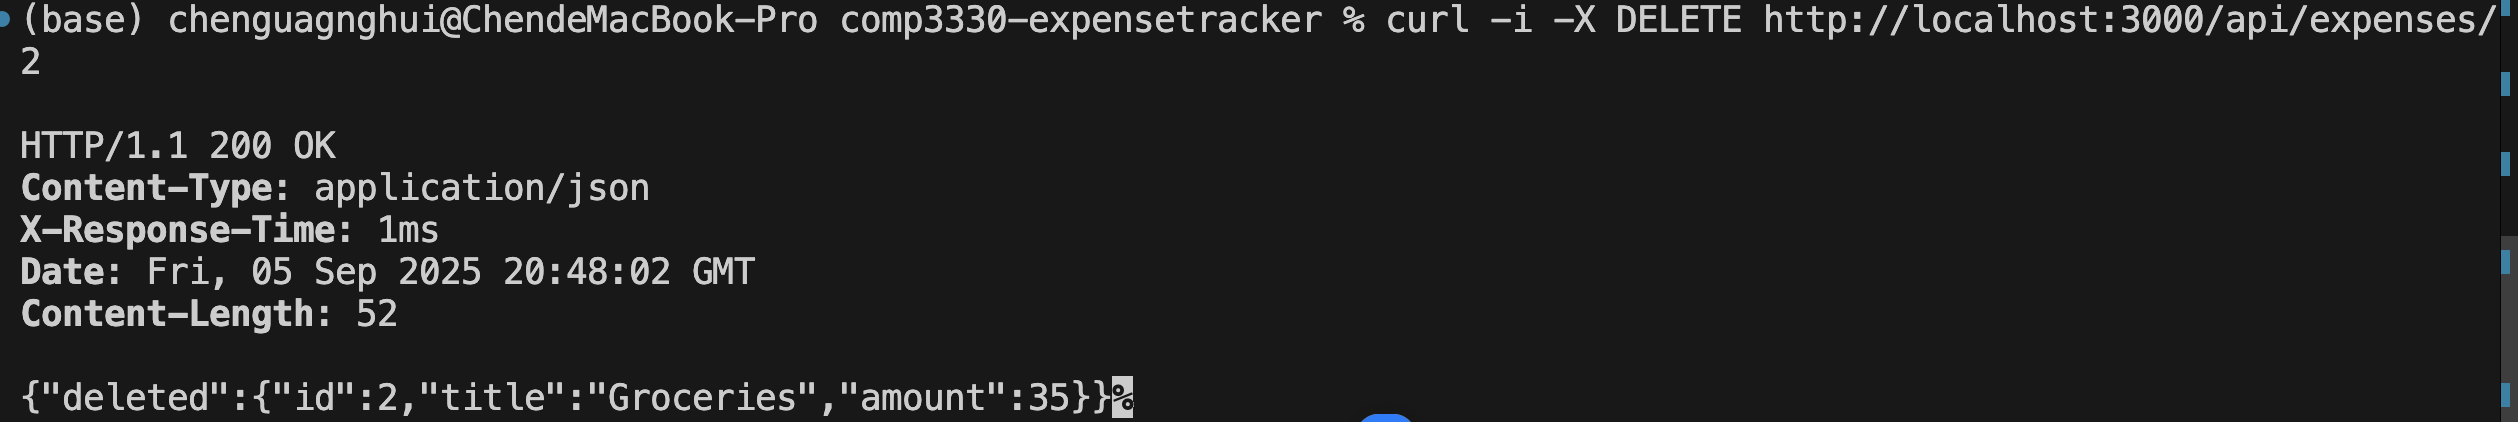 (base) chenguagnghui@ChendeMacBook-Pro comp3330-expensetracker % curl -i -X DELETE http://localhost:3000/api/expenses/
2
HTTP/1.1 200 OK
Content-Type: application/json
X-Response-Time: 1ms
Date: Fri, 05 Sep 2025 20:48:02 GMT
Content-Length: 52
{"deleted":{"id":2,"title":"Groceries","amount":35}}%